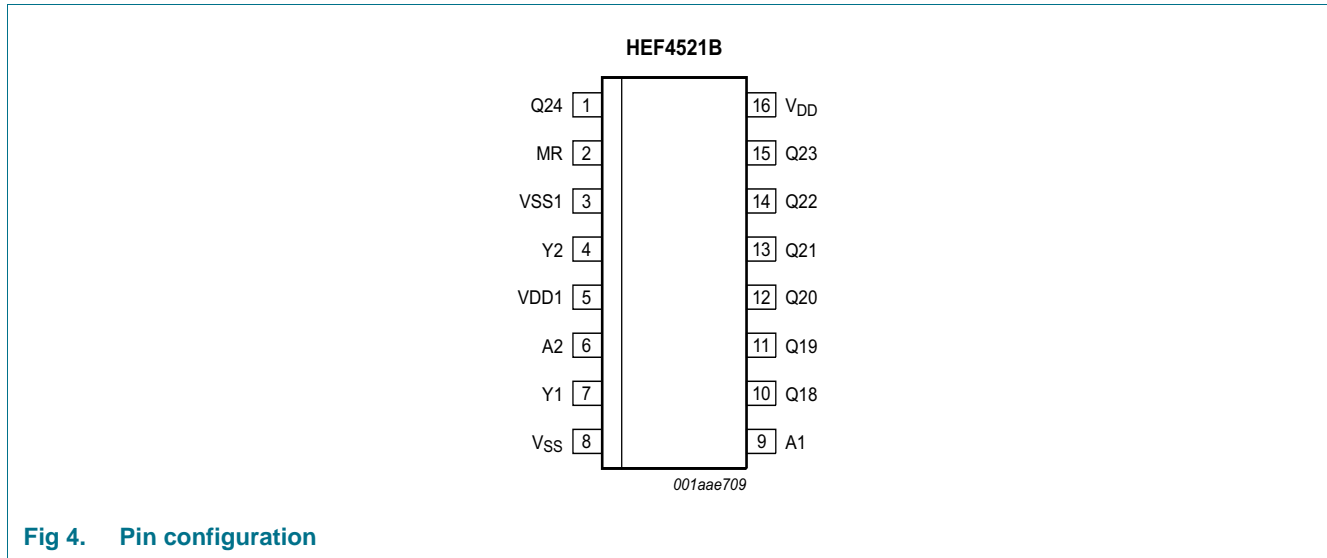 HEF4521B
Q24 1 16 VDD
MR 2 15 Q23
VSS1 3 14 Q22
Y2 4 13 Q21
VDD1 5 12 Q20
A2 6 11 Q19
Y1 7 10 Q18
VSS 8 9 A1
001aae709
Fig 4. Pin configuration